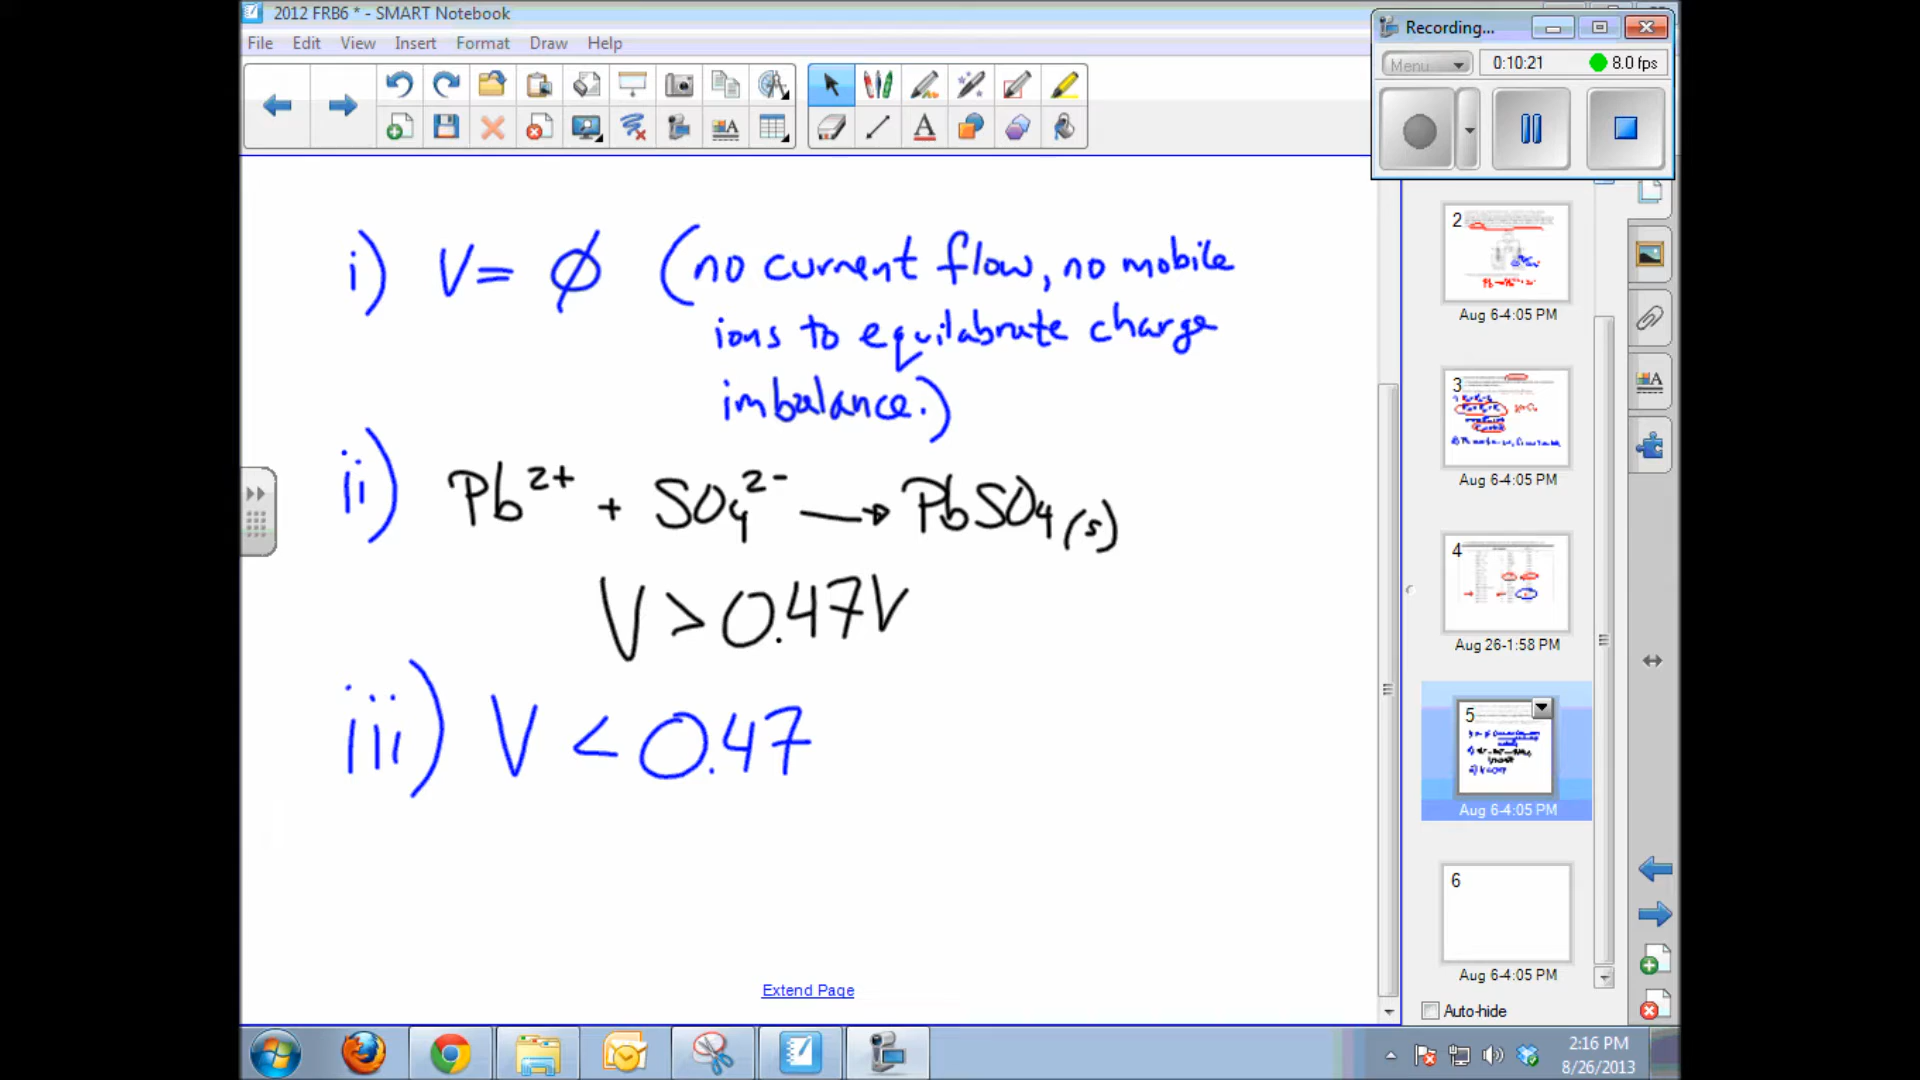 2012 FRB6 * - SMART Notebook
File Edit View Insert Format Draw Help
Recording...
Menu 0:10:21 8.0 fps
i) V = ∅ (no current flow, no mobile
ions to equilabrate charge
imbalance.)
ii) Pb²⁺ + SO₄²⁻ → PbSO₄(s)
V > 0.47V
iii) V < 0.47
Extend Page
2
Aug 6-4:05 PM
3
Aug 6-4:05 PM
4
Aug 26-1:58 PM
5
Aug 6-4:05 PM
6
Aug 6-4:05 PM
Auto-hide
2:16 PM
8/26/2013